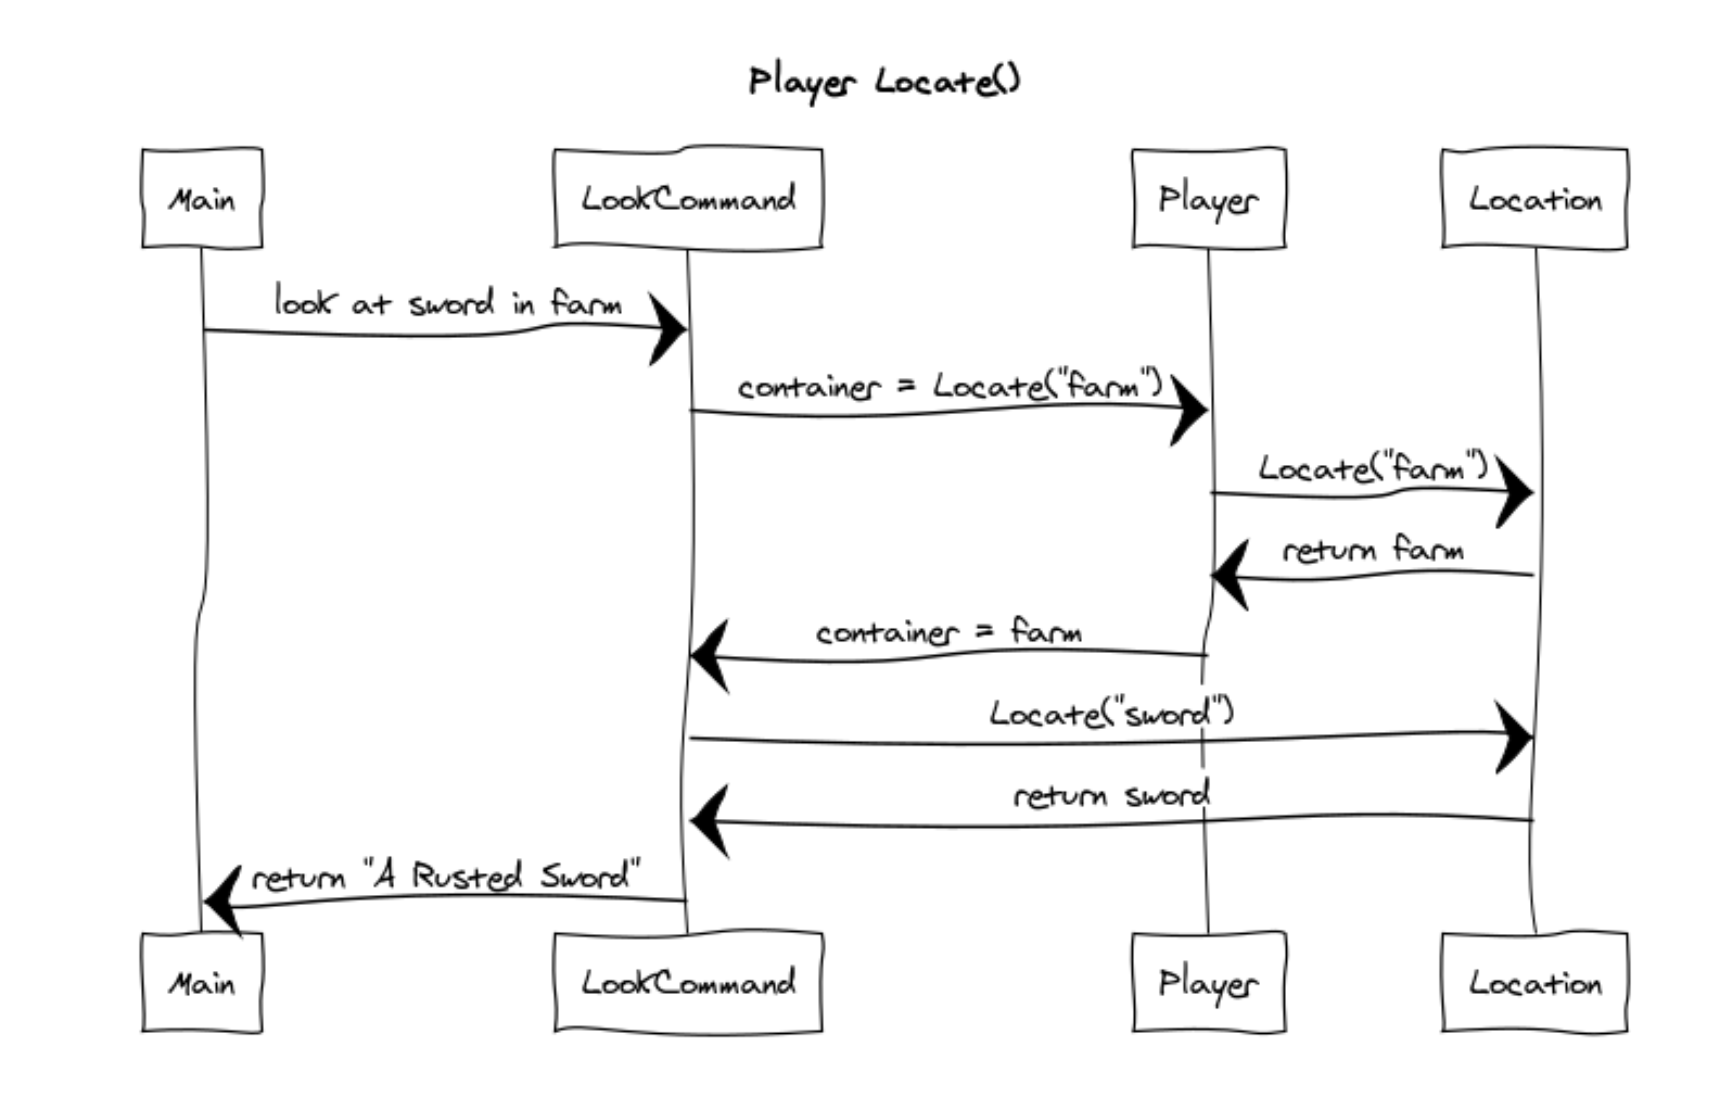 Player Locate()
Main
LookCommand
Player
Location
look at sword in farm
container = Locate("farm")
Locate("farm")
return farm
container = farm
Locate("sword")
return sword
return "A Rusted Sword"
Main
LookCommand
Player
Location